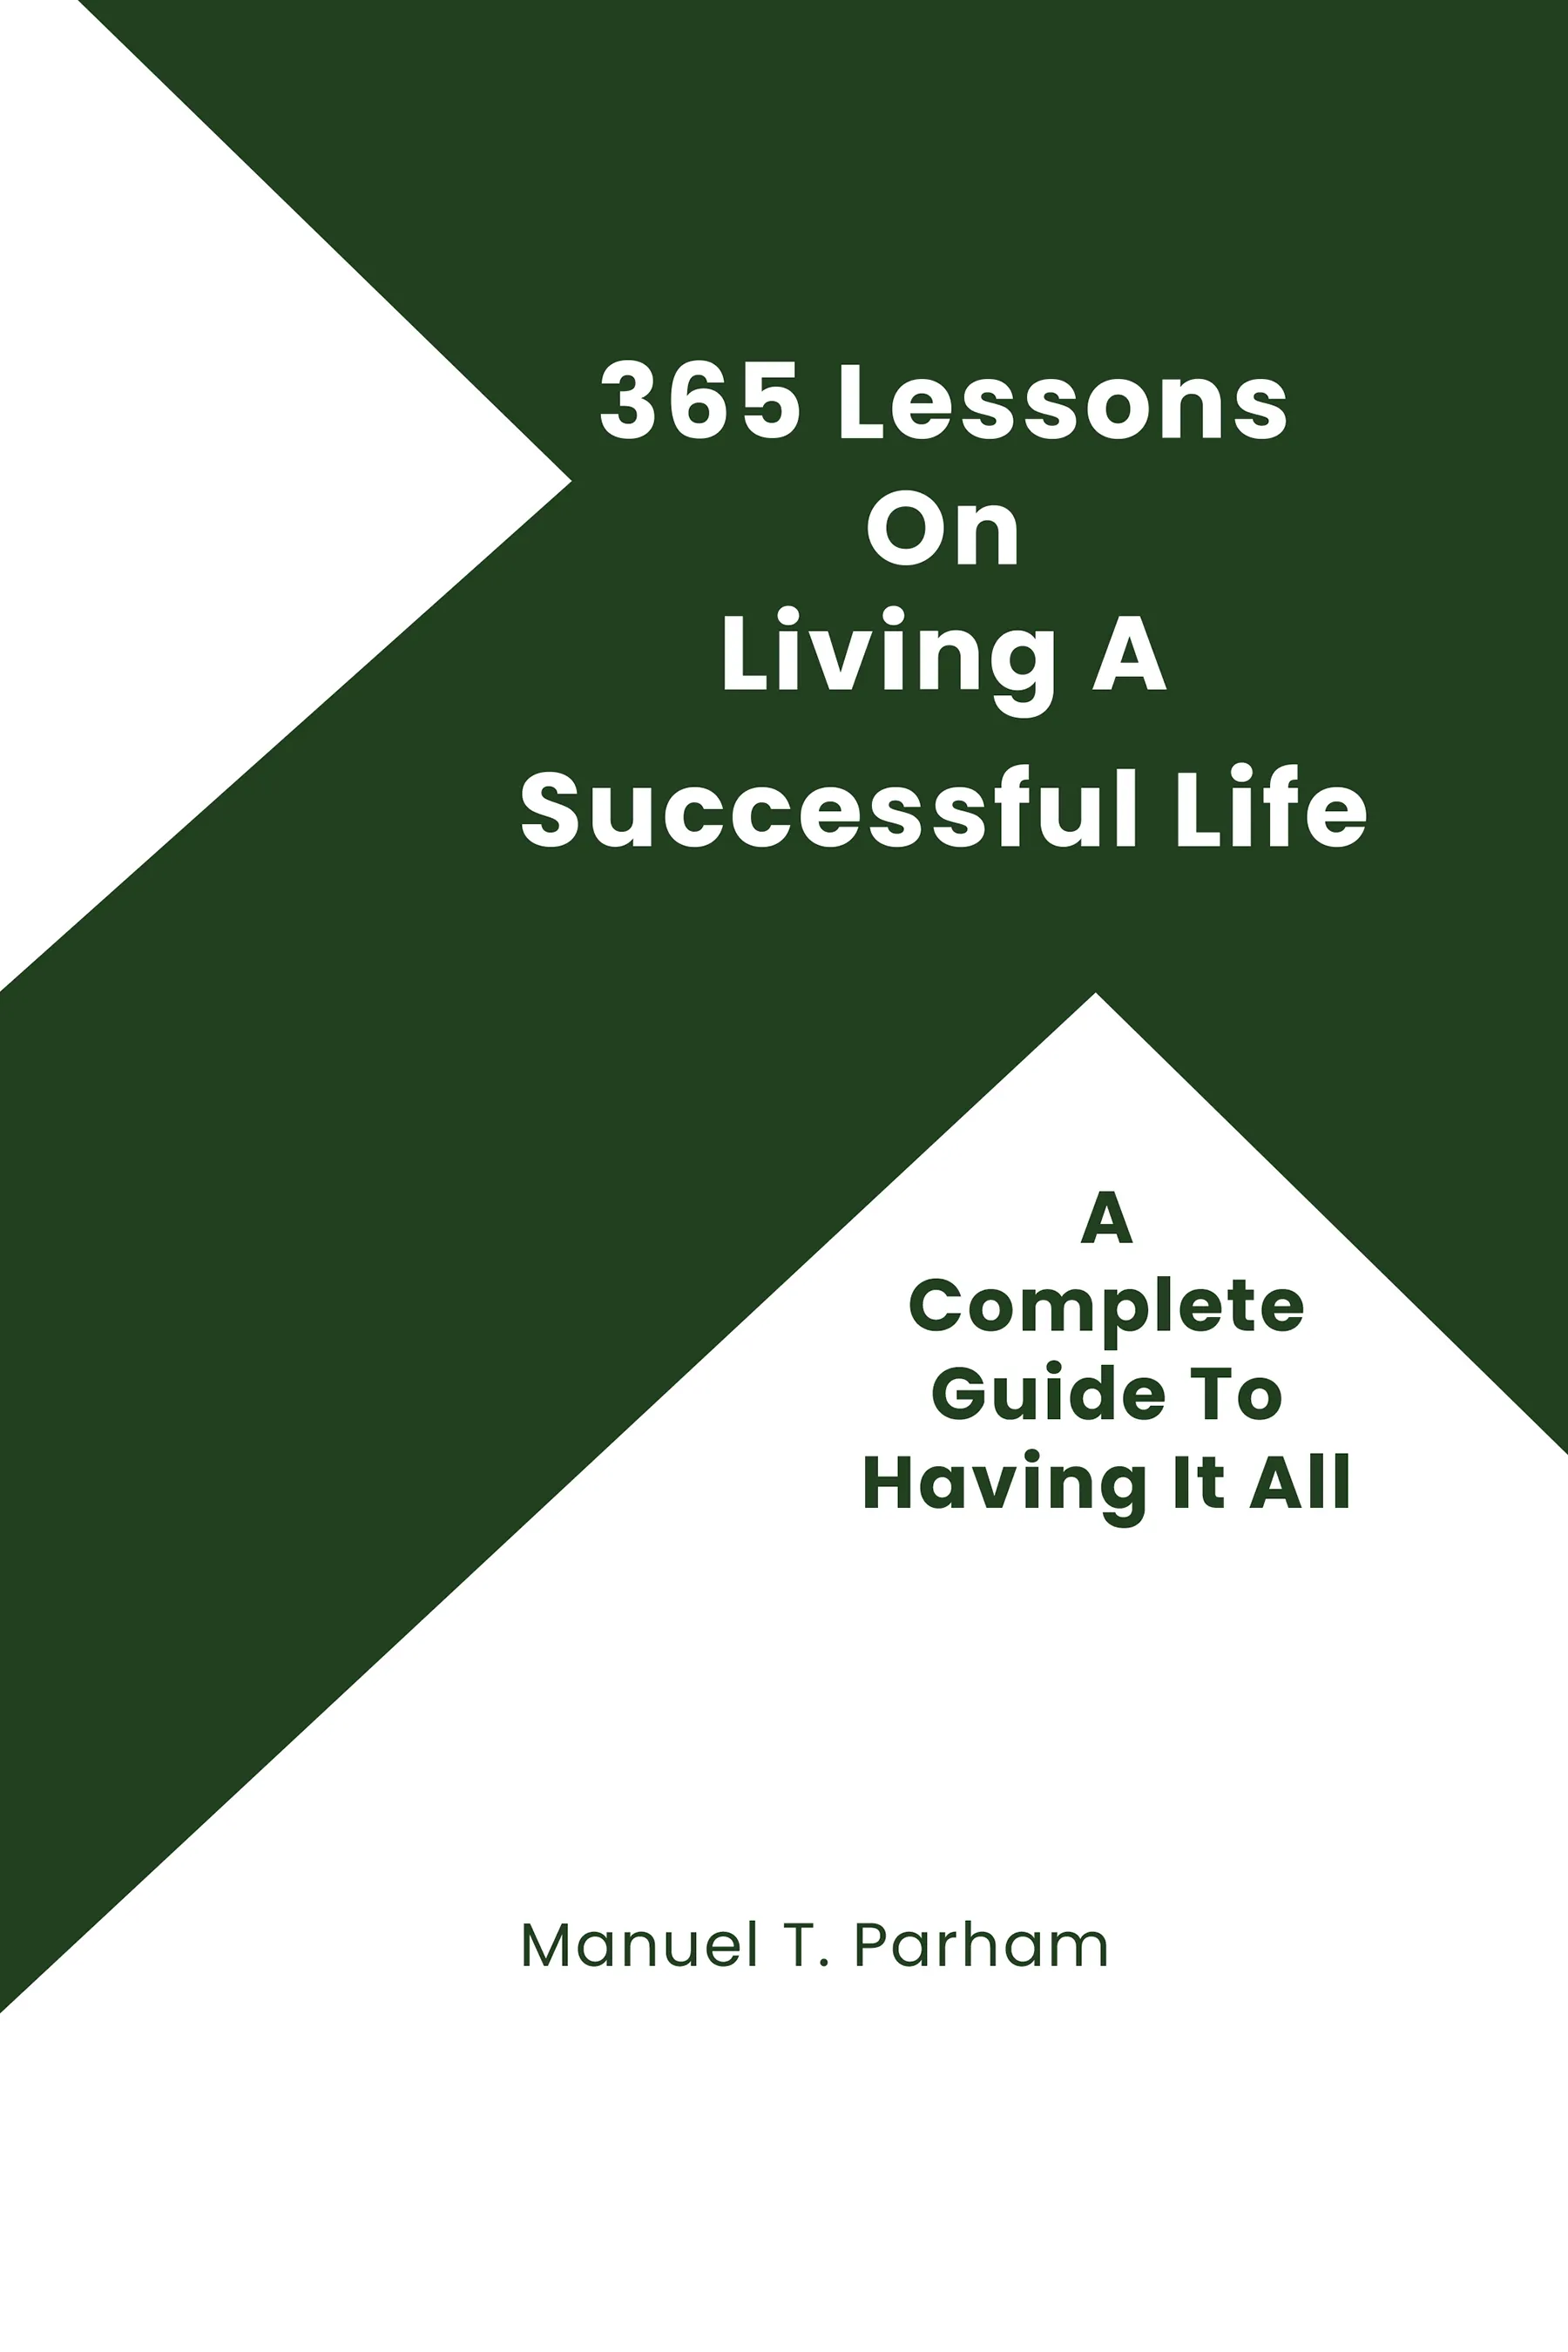 365 Lessons
On
Living A
Successful Life
A
Complete
Guide To
Having It All
Manuel T. Parham